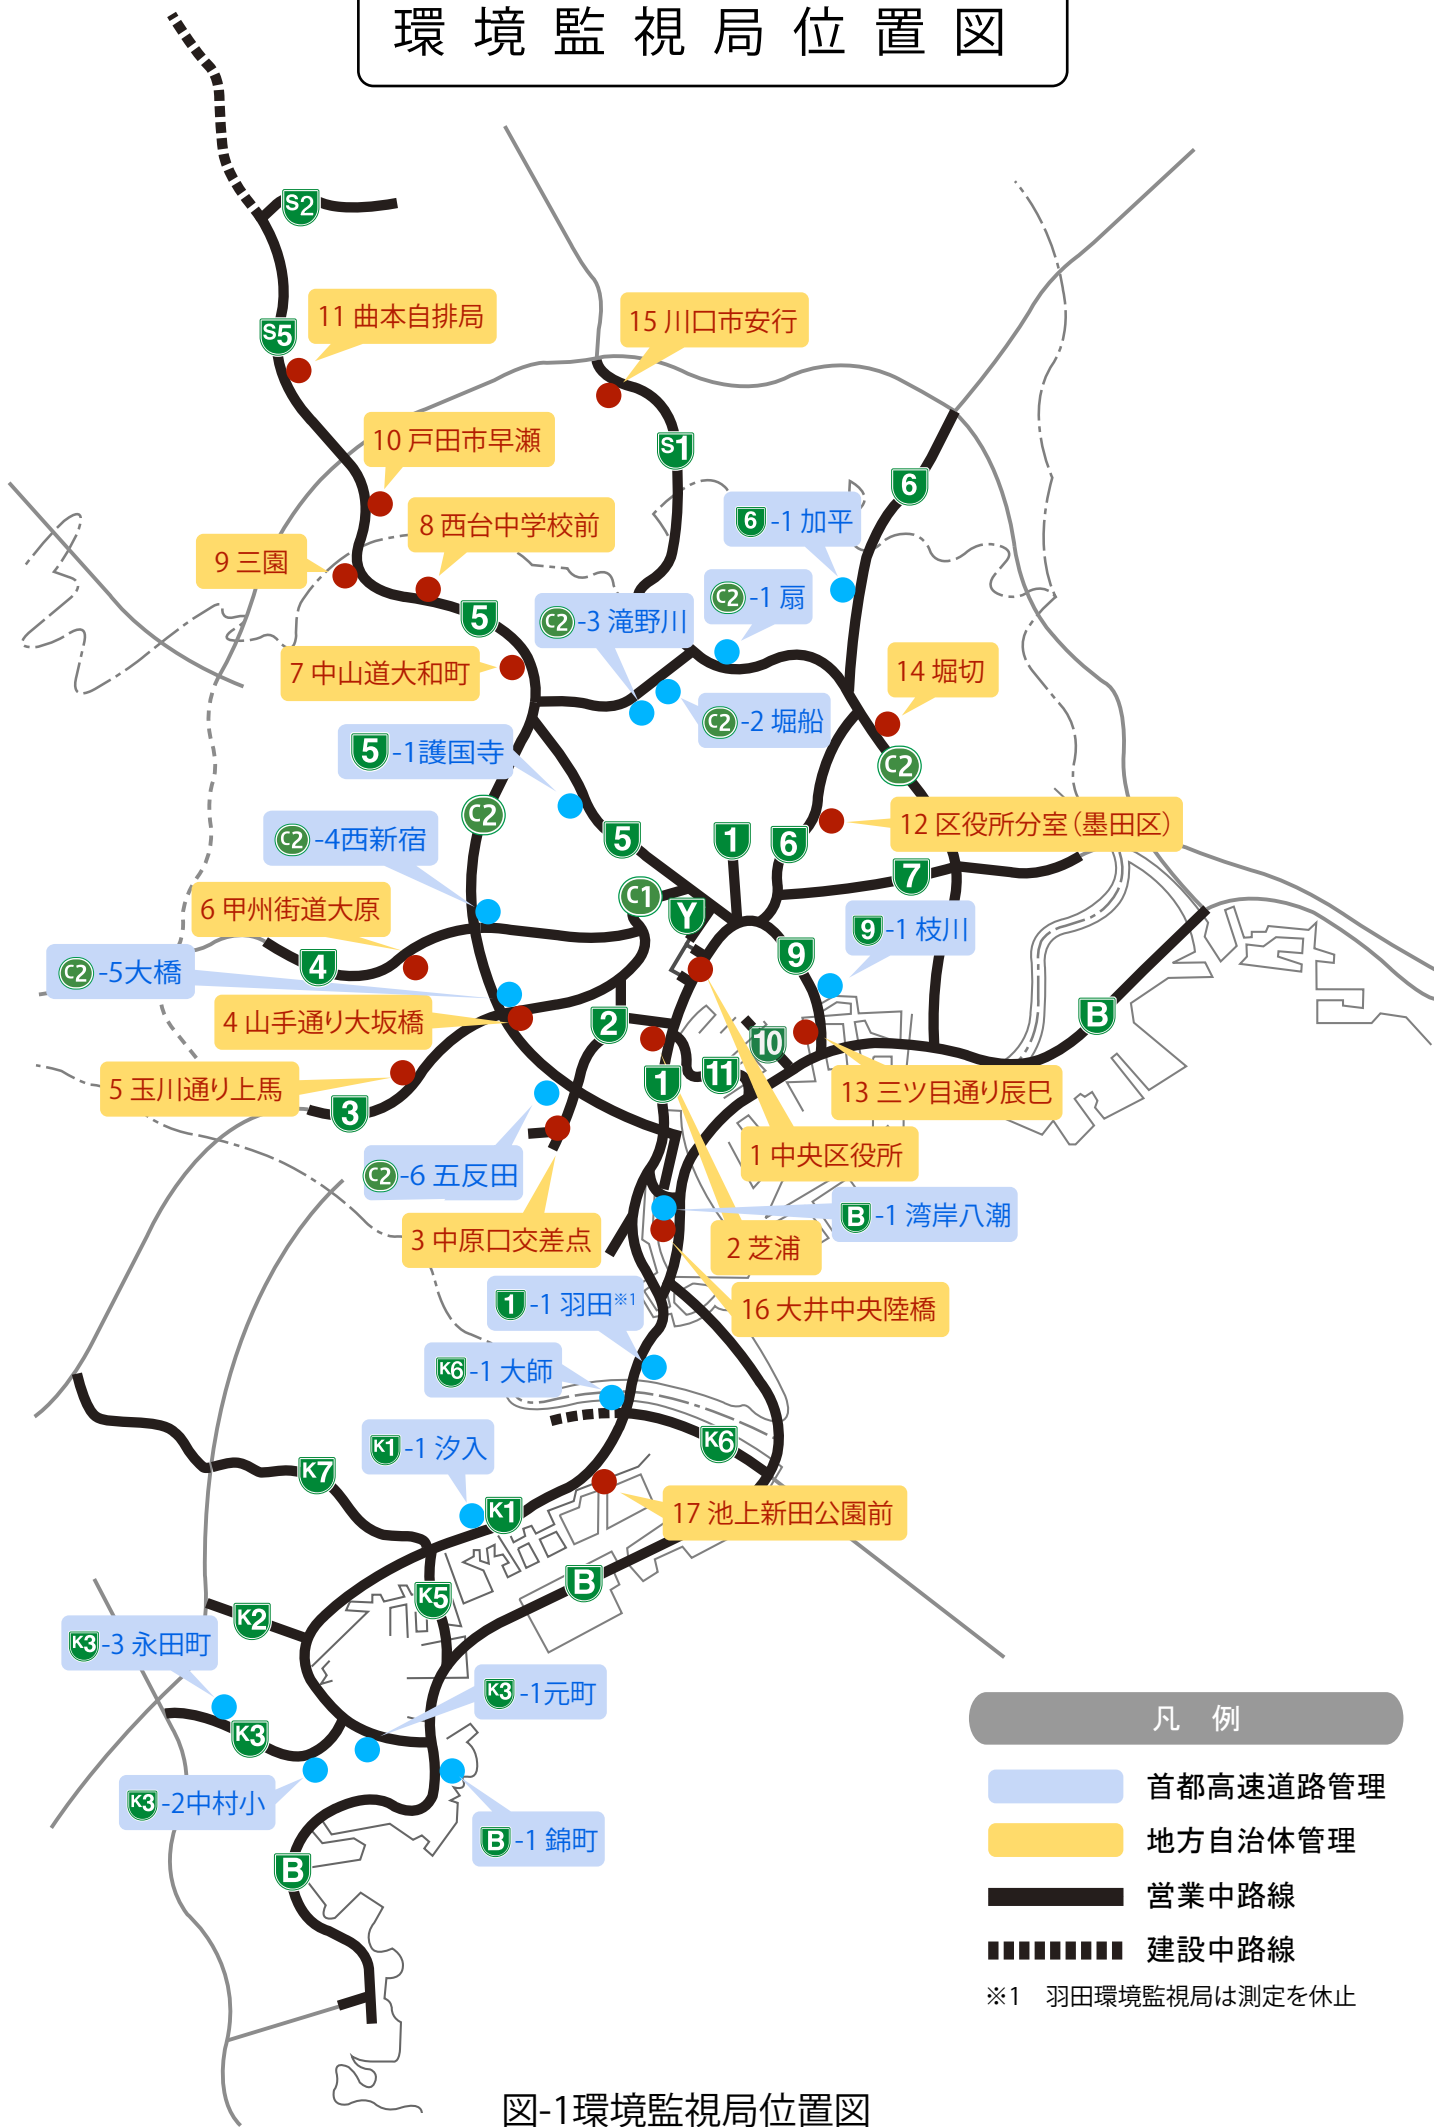 環境監視局位置図
S2
11 曲本自排局
15 川口市安行
S5
10 戸田市早瀬
S1
6
8 西台中学校前
6 -1 加平
9 三園
C2 -1 扇
5
C2 -3 滝野川
7 中山道大和町
14 堀切
C2 -2 堀船
5 -1護国寺
C2
C2
12 区役所分室（墨田区）
C2 -4西新宿
5
1
6
7
C1
Y
6 甲州街道大原
9 -1 枝川
9
4
C2 -5大橋
4 山手通り大坂橋
2
B
10
11
1
5 玉川通り上馬
13 三ツ目通り辰巳
3
1 中央区役所
C2 -6 五反田
B -1 湾岸八潮
3 中原口交差点
2 芝浦
1 -1 羽田※1
16 大井中央陸橋
K6 -1 大師
K1 -1 汐入
K6
K7
K1
17 池上新田公園前
B
K5
K2
K3 -3 永田町
K3 -1元町
K3
K3 -2中村小
B -1 錦町
B
凡 例
首都高速道路管理
地方自治体管理
営業中路線
建設中路線
※1 羽田環境監視局は測定を休止
図-1環境監視局位置図